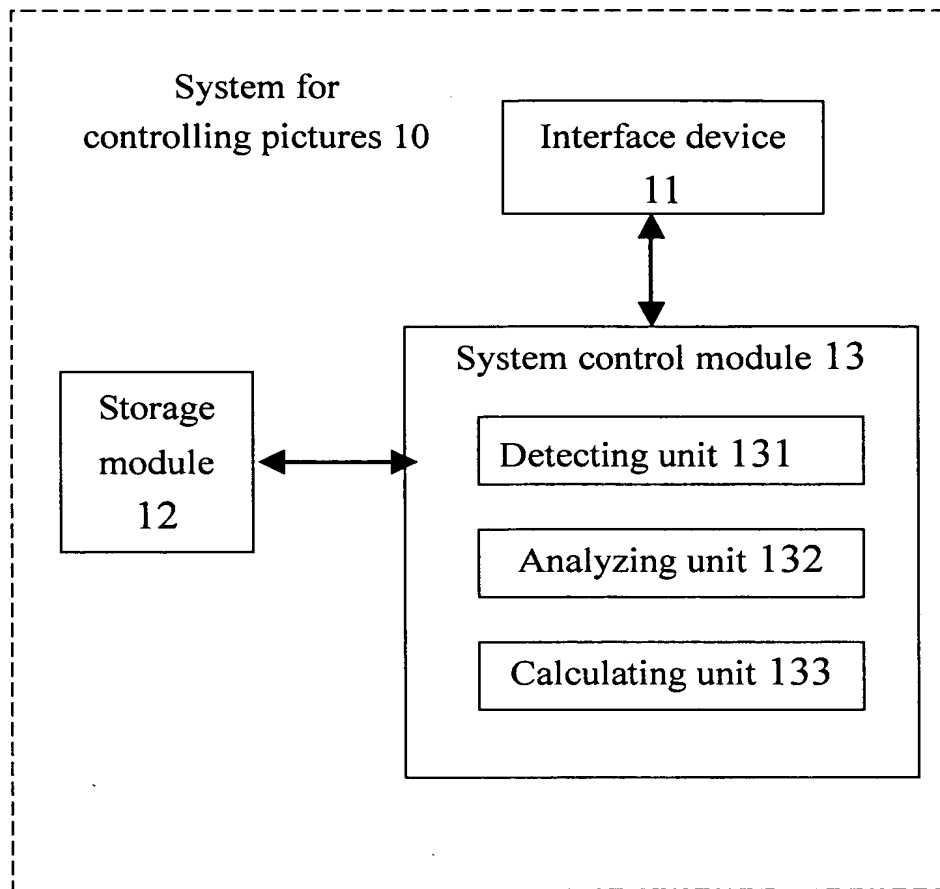 System for
controlling pictures 10
Interface device
11
System control module 13
Storage
module
12
Detecting unit 131
Analyzing unit 132
Calculating unit 133